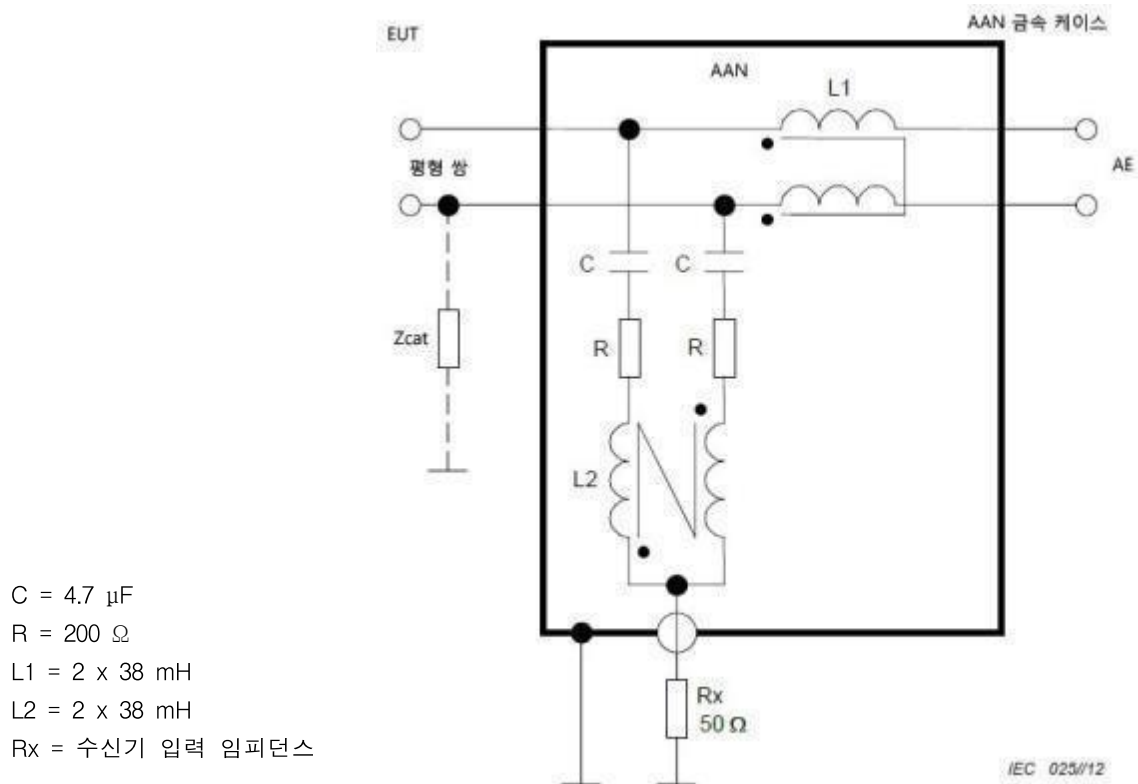 EUT
AAN 금속 케이스
AAN
L1
평형 쌍
AE
C
C
Zcat
R
R
L2
C = 4.7 µF
R = 200 Ω
L1 = 2 x 38 mH
L2 = 2 x 38 mH
Rx = 수신기 입력 임피던스
Rx
50 Ω
IEC 025//12